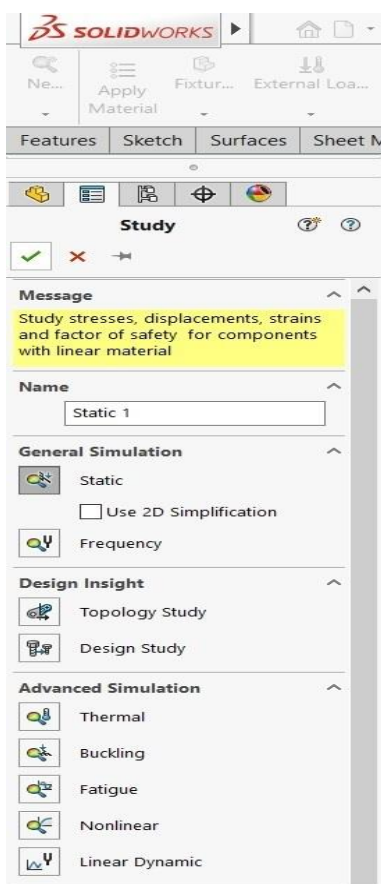 SOLIDWORKS
Ne...
Apply Material
Fixtur...
External Loa...
Features
Sketch
Surfaces
Sheet M
Study
Message
Study stresses, displacements, strains
and factor of safety for components
with linear material
Name
Static 1
General Simulation
Static
Use 2D Simplification
Frequency
Design Insight
Topology Study
Design Study
Advanced Simulation
Thermal
Buckling
Fatigue
Nonlinear
Linear Dynamic